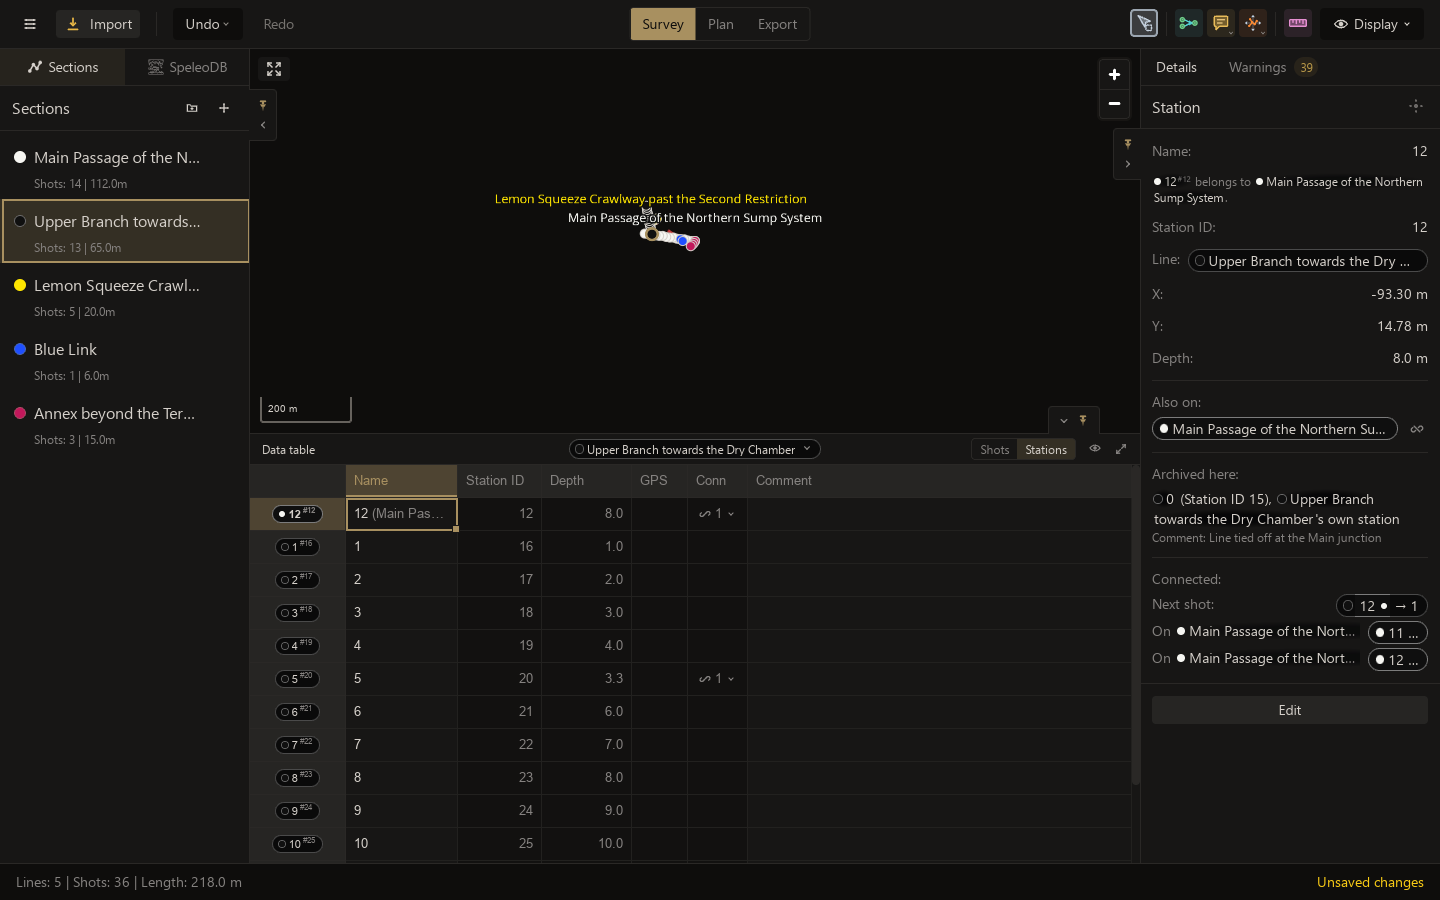 Import
Undo
Redo
Survey
Plan
Export
Display
Sections
SpeleoDB
Details
Warnings 39
Sections
Main Passage of the N...
Shots: 14 | 112.0m
Upper Branch towards...
Shots: 13 | 65.0m
Lemon Squeeze Crawl...
Shots: 5 | 20.0m
Blue Link
Shots: 1 | 6.0m
Annex beyond the Ter...
Shots: 3 | 15.0m
Lemon Squeeze Crawlway past the Second Restriction
Main Passage of the Northern Sump System
200 m
Data table
Upper Branch towards the Dry Chamber
Shots
Stations
Name Station ID Depth GPS Conn Comment
12 #12 12 (Main Pas... 12 8.0 1
1 #16 1 16 1.0
2 #17 2 17 2.0
3 #18 3 18 3.0
4 #19 4 19 4.0
5 #20 5 20 3.3 1
6 #21 6 21 6.0
7 #22 7 22 7.0
8 #23 8 23 8.0
9 #24 9 24 9.0
10 #25 10 25 10.0
Station
Name: 12
12 #12 belongs to Main Passage of the Northern
Sump System.
Station ID: 12
Line: Upper Branch towards the Dry ...
X: -93.30 m
Y: 14.78 m
Depth: 8.0 m
Also on:
Main Passage of the Northern Su...
Archived here:
0 (Station ID 15), Upper Branch
towards the Dry Chamber's own station
Comment: Line tied off at the Main junction
Connected:
Next shot: 12 → 1
On Main Passage of the Nort... 11 ...
On Main Passage of the Nort... 12 ...
Edit
Lines: 5 | Shots: 36 | Length: 218.0 m
Unsaved changes